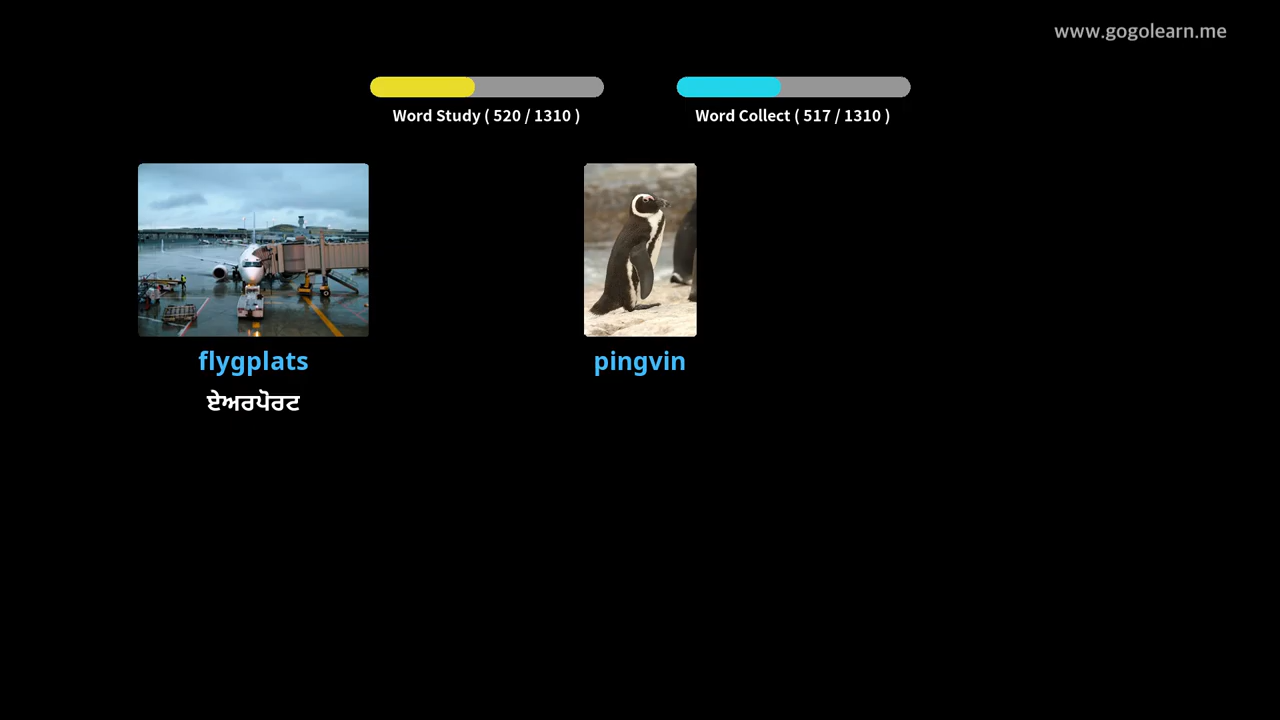 www.gogolearn.me
Word Study ( 520 / 1310 )
Word Collect ( 517 / 1310 )
flygplats
pingvin
ਏਅਰਪੋਰਟ